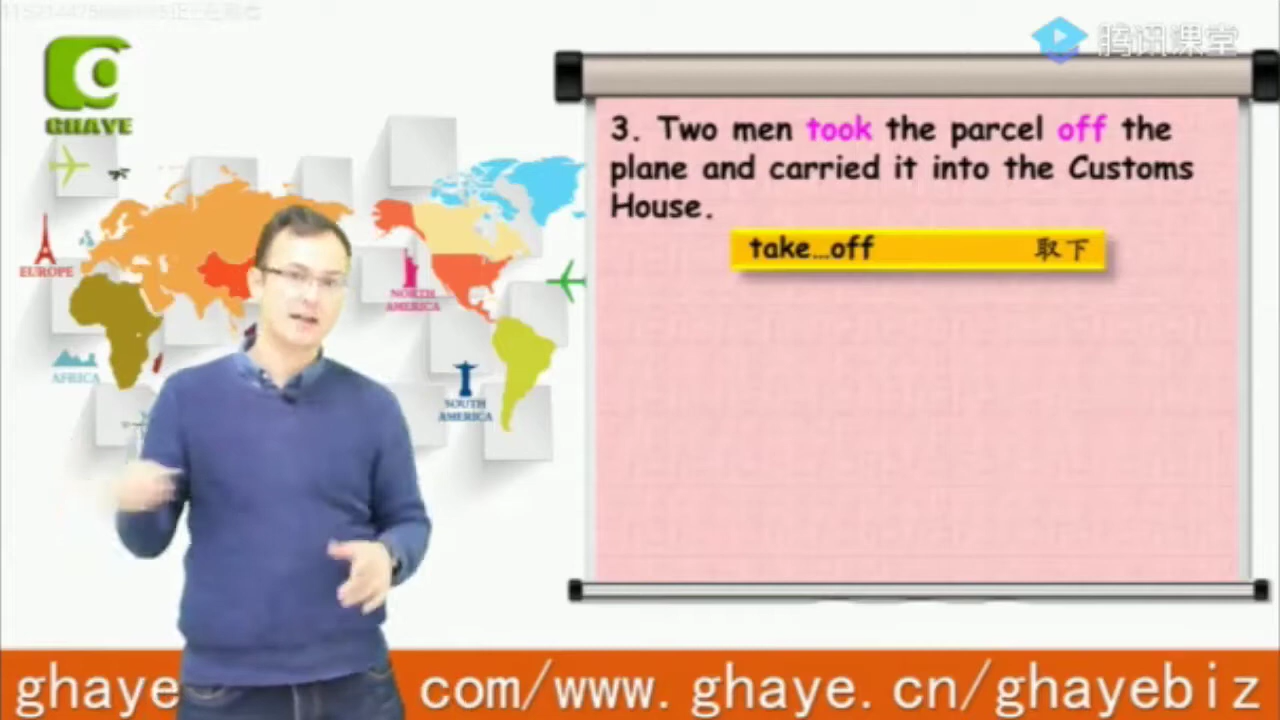 腾讯课堂
GHAYE
3. Two men took the parcel off the
plane and carried it into the Customs
House.
take...off 取下
EUROPE
NORTH
AMERICA
AFRICA
SOUTH
AMERICA
ghaye com/www.ghaye.cn/ghayebiz